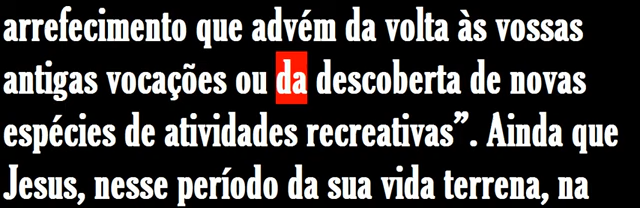 arrefecimento que advém da volta às vossas
antigas vocações ou da descoberta de novas
espécies de atividades recreativas”. Ainda que
Jesus, nesse período da sua vida terrena, na